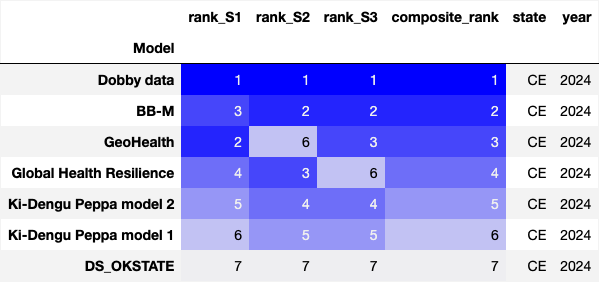 rank_S1 rank_S2 rank_S3 composite_rank state year
Model
Dobby data 1 1 1 1 CE 2024
BB-M 3 2 2 2 CE 2024
GeoHealth 2 6 3 3 CE 2024
Global Health Resilience 4 3 6 4 CE 2024
Ki-Dengu Peppa model 2 5 4 4 5 CE 2024
Ki-Dengu Peppa model 1 6 5 5 6 CE 2024
DS_OKSTATE 7 7 7 7 CE 2024